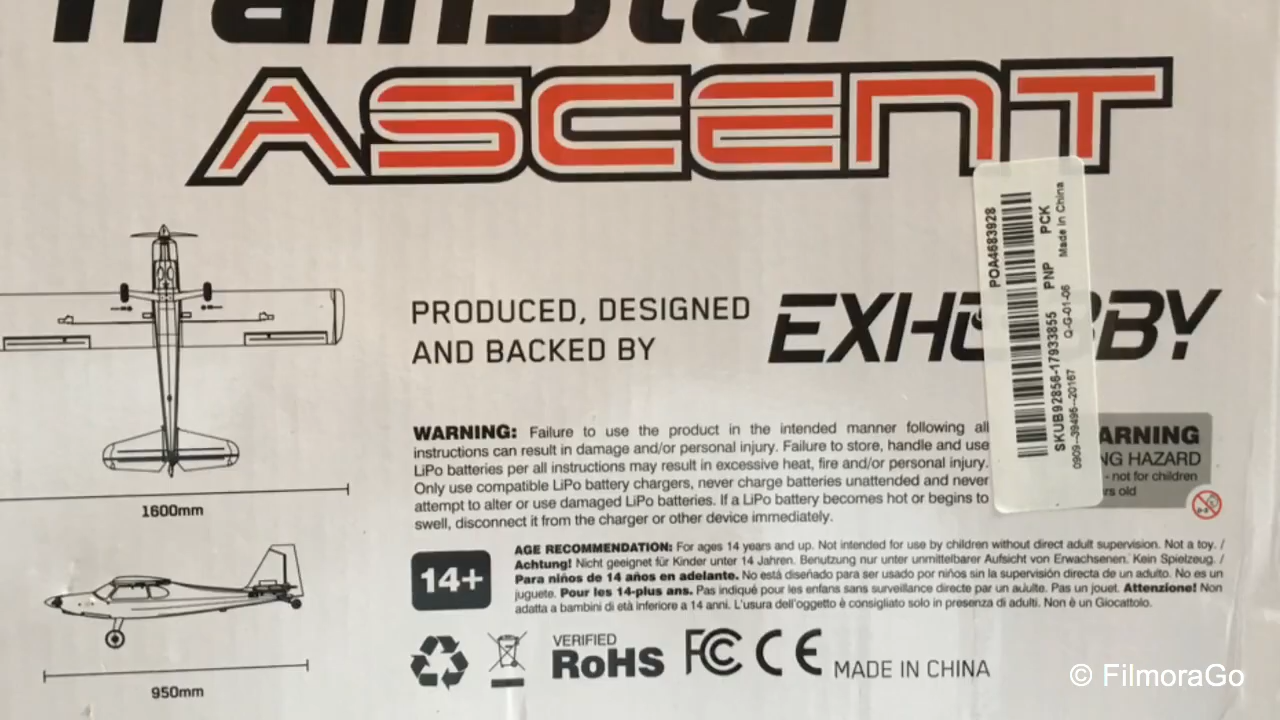 TrainStar
ASCENT
PRODUCED, DESIGNED
AND BACKED BY
EXHOBBY
POA4683928
SKUB92856-17933855 PNP PCK
0909--39495--20167 Q-G-01-06 Made In China
WARNING: Failure to use the product in the intended manner following all
instructions can result in damage and/or personal injury. Failure to store, handle and use
LiPo batteries per all instructions may result in excessive heat, fire and/or personal injury.
Only use compatible LiPo battery chargers, never charge batteries unattended and never
attempt to alter or use damaged LiPo batteries. If a LiPo battery becomes hot or begins to
swell, disconnect it from the charger or other device immediately.
ARNING
NG HAZARD
- not for children
rs old
1600mm
14+
AGE RECOMMENDATION: For ages 14 years and up. Not intended for use by children without direct adult supervision. Not a toy. /
Achtung! Nicht geeignet für Kinder unter 14 Jahren. Benutzung nur unter unmittelbarer Aufsicht von Erwachsenen. Kein Spielzeug. /
Para niños de 14 años en adelante. No está diseñado para ser usado por niños sin la supervisión directa de un adulto. No es un
juguete. Pour les 14-plus ans. Pas indiqué pour les enfans sans surveillance directe par un adulte. Pas un jouet. Attenzione! Non
adatta a bambini di età inferiore a 14 anni. L'usura dell'oggetto è consigliato solo in presenza di adulti. Non è un Giocattolo.
VERIFIED
RoHS FC CE MADE IN CHINA
950mm
© FilmoraGo